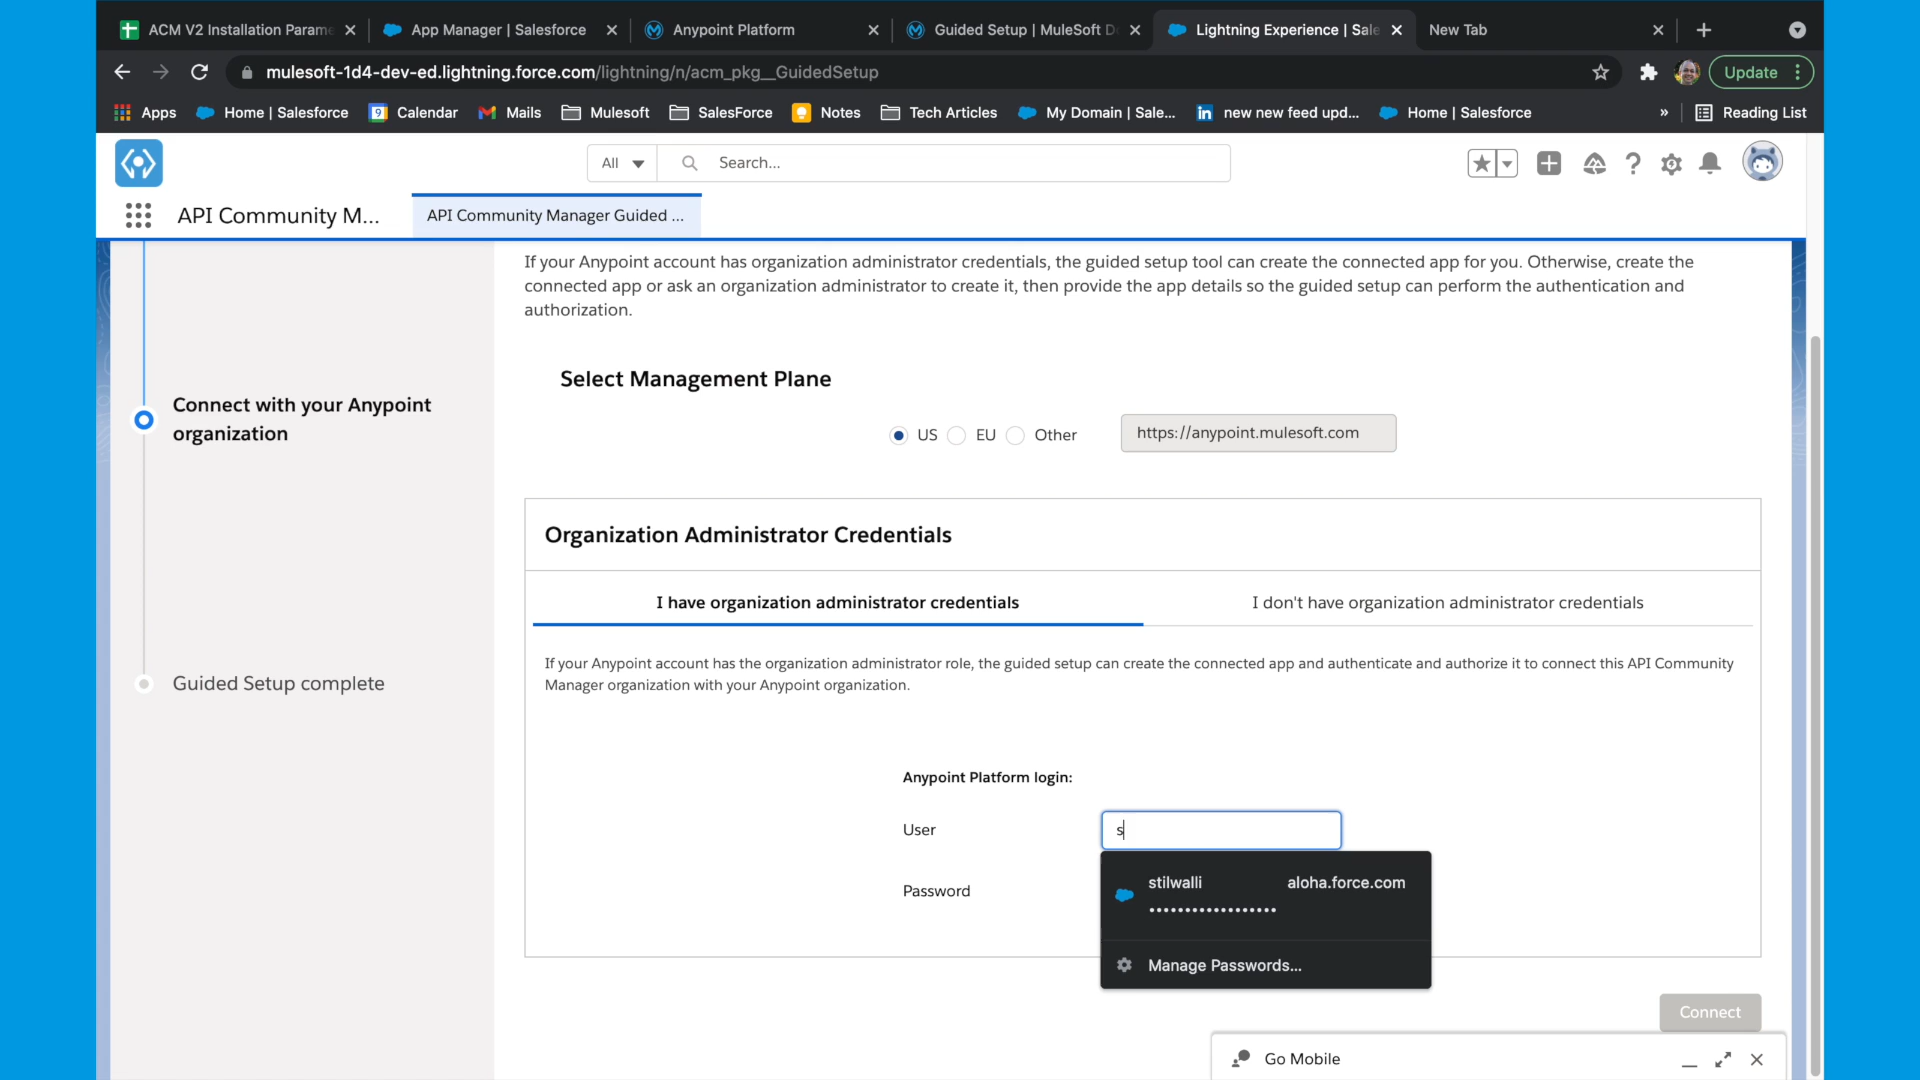 ACM V2 Installation Parame
App Manager | Salesforce
Anypoint Platform
Guided Setup | MuleSoft Do
Lightning Experience | Sale
New Tab
mulesoft-1d4-dev-ed.lightning.force.com/lightning/n/acm_pkg__GuidedSetup
Update
Apps
Home | Salesforce
Calendar
Mails
Mulesoft
SalesForce
Notes
Tech Articles
My Domain | Sale...
new new feed upd...
Home | Salesforce
»
Reading List
All
Search...
API Community M...
API Community Manager Guided ...
If your Anypoint account has organization administrator credentials, the guided setup tool can create the connected app for you. Otherwise, create the
connected app or ask an organization administrator to create it, then provide the app details so the guided setup can perform the authentication and
authorization.
Connect with your Anypoint
organization
Guided Setup complete
Select Management Plane
US
EU
Other
https://anypoint.mulesoft.com
Organization Administrator Credentials
I have organization administrator credentials
I don't have organization administrator credentials
If your Anypoint account has the organization administrator role, the guided setup can create the connected app and authenticate and authorize it to connect this API Community
Manager organization with your Anypoint organization.
Anypoint Platform login:
User
s
stilwalli
aloha.force.com
••••••••••••••••••
Password
Manage Passwords...
Connect
Go Mobile